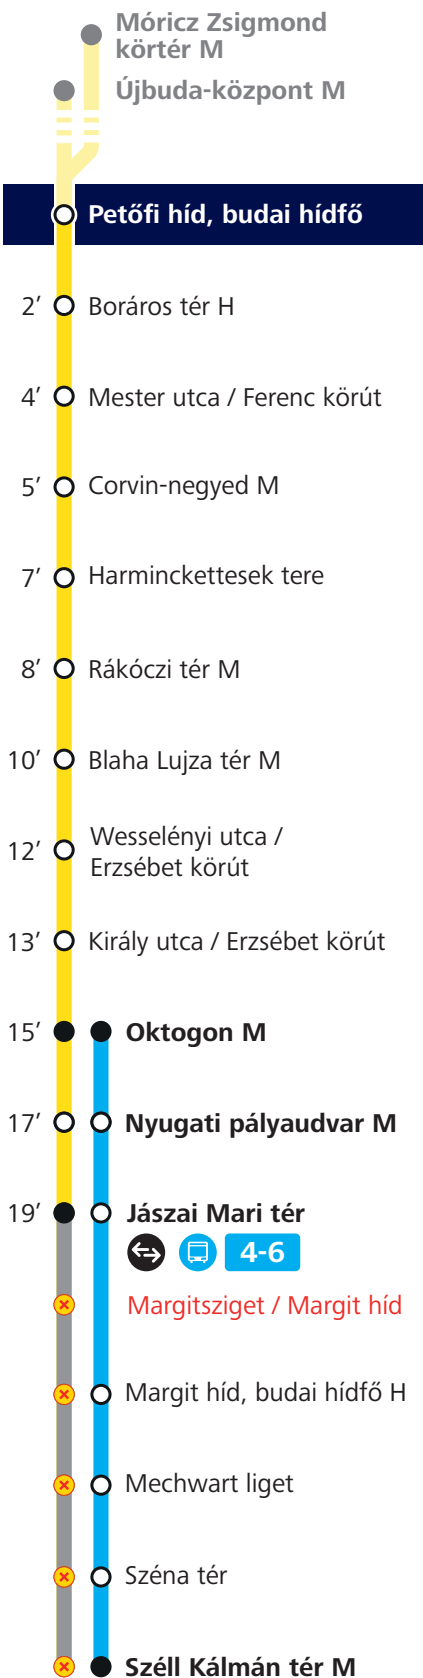 Móricz Zsigmond
körtér M
Újbuda-központ M
Petőfi híd, budai hídfő
2’ Boráros tér H
4’ Mester utca / Ferenc körút
5’ Corvin-negyed M
7’ Harminckettesek tere
8’ Rákóczi tér M
10’ Blaha Lujza tér M
12’ Wesselényi utca /
Erzsébet körút
13’ Király utca / Erzsébet körút
15’ Oktogon M
17’ Nyugati pályaudvar M
19’ Jászai Mari tér
4-6
Margitsziget / Margit híd
Margit híd, budai hídfő H
Mechwart liget
Széna tér
Széll Kálmán tér M